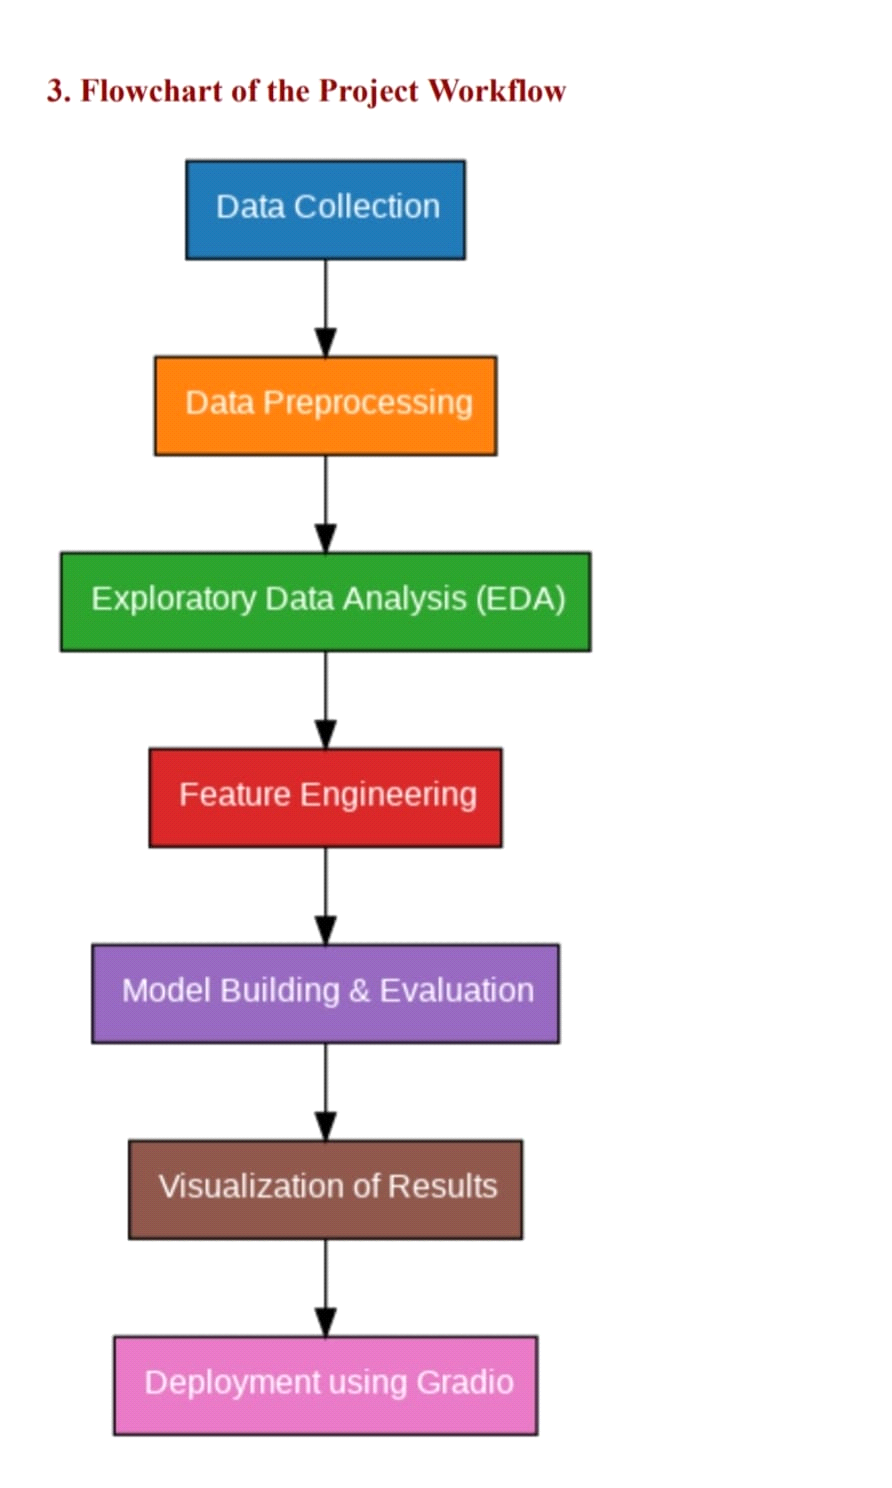 3. Flowchart of the Project Workflow
Data Collection
Data Preprocessing
Exploratory Data Analysis (EDA)
Feature Engineering
Model Building & Evaluation
Visualization of Results
Deployment using Gradio